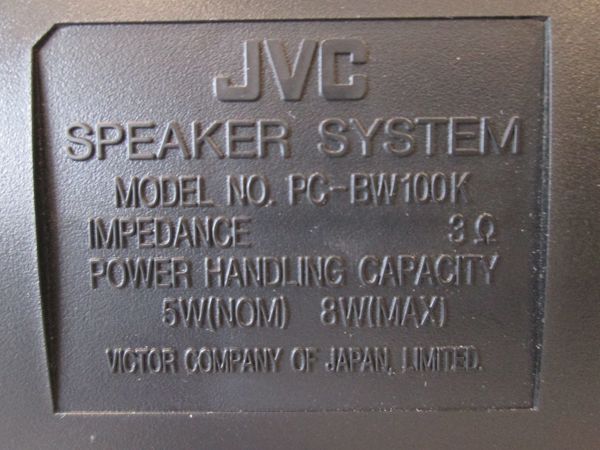 JVC
SPEAKER SYSTEM
MODEL NO. PC-BW100K
IMPEDANCE 3Ω
POWER HANDLING CAPACITY
5W(NOM) 8W(MAX)
VICTOR COMPANY OF JAPAN, LIMITED.